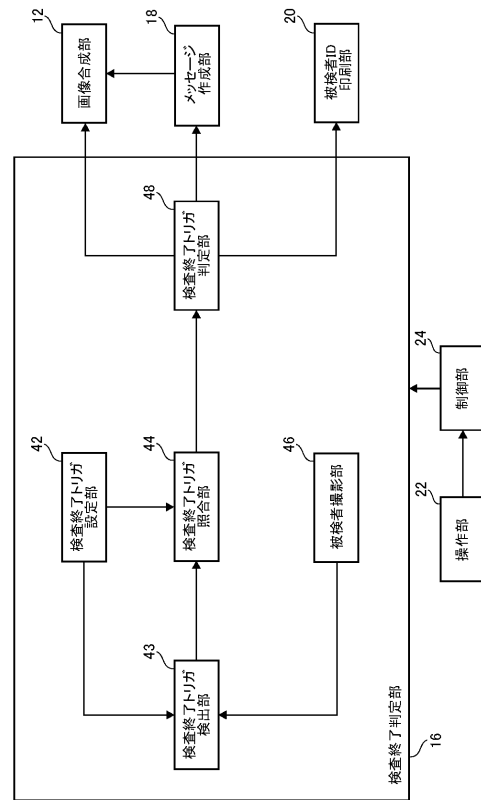 12
画像合成部
18
メッセージ
作成部
20
被検者ID
印刷部
48
検査終了トリガ
判定部
42
検査終了トリガ
設定部
44
検査終了トリガ
照合部
46
被検者撮影部
43
検査終了トリガ
検出部
検査終了判定部
16
24
制御部
22
操作部